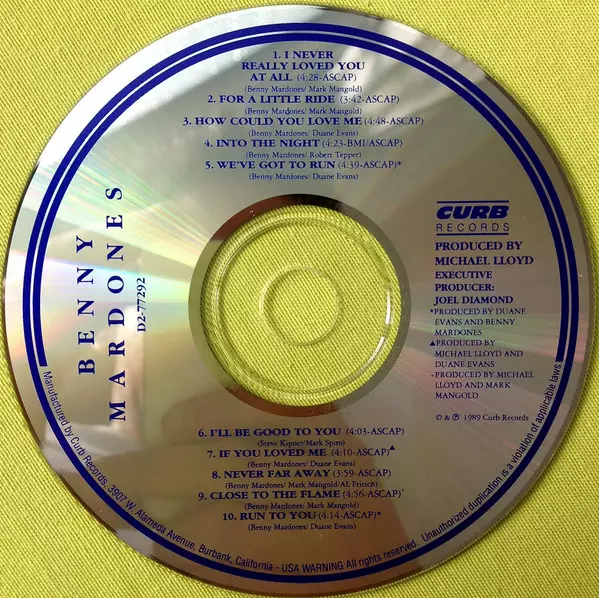 1. I NEVER
REALLY LOVED YOU
AT ALL (4:28-ASCAP)
(Benny Mardones/ Mark Mangold)
2. FOR A LITTLE RIDE (3:42-ASCAP)
(Benny Mardones/ Mark Mangold)
3. HOW COULD YOU LOVE ME (4:48-ASCAP)
(Benny Mardones/ Duane Evans)
4. INTO THE NIGHT (4:23-BMI/ASCAP)
(Benny Mardones/ Robert Tepper)
5. WE'VE GOT TO RUN (4:39-ASCAP)*
(Benny Mardones/ Duane Evans)
BENNY
MARDONES
D2-77292
CURB
RECORDS
PRODUCED BY
MICHAEL LLOYD
EXECUTIVE
PRODUCER:
JOEL DIAMOND
*PRODUCED BY DUANE
EVANS AND BENNY
MARDONES
▲PRODUCED BY
MICHAEL LLOYD AND
DUANE EVANS
+PRODUCED BY MICHAEL
LLOYD AND MARK
MANGOLD
© & ℗ 1989 Curb Records
6. I'LL BE GOOD TO YOU (4:03-ASCAP)
(Steve Kipner/Mark Spiro)
7. IF YOU LOVED ME (4:10-ASCAP)▲
(Benny Mardones/ Duane Evans)
8. NEVER FAR AWAY (3:59-ASCAP)
(Benny Mardones/ Mark Mangold/AL Fritsch)
9. CLOSE TO THE FLAME (4:56-ASCAP)+
(Benny Mardones/ Mark Mangold)
10. RUN TO YOU (4:14-ASCAP)*
(Benny Mardones/ Duane Evans)
Manufactured by Curb Records, 3907 W. Alameda Avenue, Burbank, California - USA WARNING All rights reserved. Unauthorized duplication is a violation of applicable laws